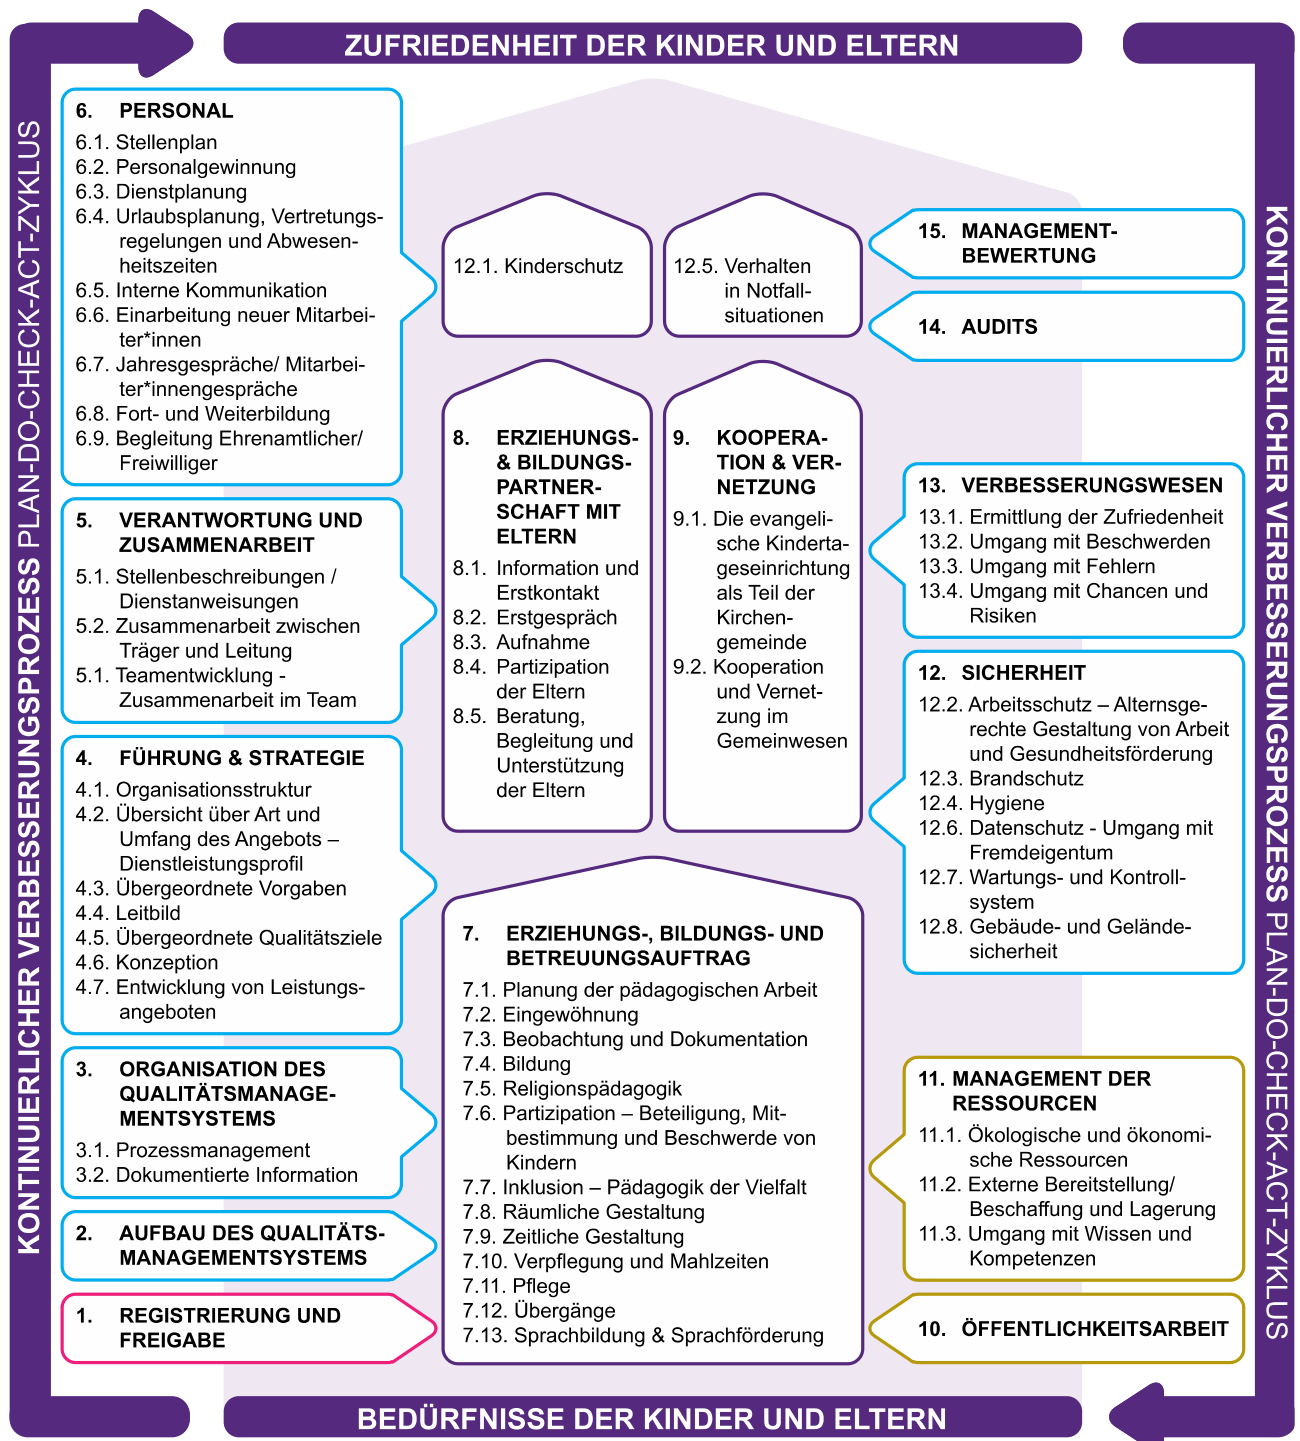 ZUFRIEDENHEIT DER KINDER UND ELTERN
KONTINUIERLICHER VERBESSERUNGSPROZESS PLAN-DO-CHECK-ACT-ZYKLUS
6. PERSONAL
6.1. Stellenplan
6.2. Personalgewinnung
6.3. Dienstplanung
6.4. Urlaubsplanung, Vertretungs-
regelungen und Abwesen-
heitszeiten
6.5. Interne Kommunikation
6.6. Einarbeitung neuer Mitarbei-
ter*innen
6.7. Jahresgespräche/ Mitarbei-
ter*innengespräche
6.8. Fort- und Weiterbildung
6.9. Begleitung Ehrenamtlicher/
Freiwilliger
5. VERANTWORTUNG UND
ZUSAMMENARBEIT
5.1. Stellenbeschreibungen /
Dienstanweisungen
5.2. Zusammenarbeit zwischen
Träger und Leitung
5.1. Teamentwicklung -
Zusammenarbeit im Team
4. FÜHRUNG & STRATEGIE
4.1. Organisationsstruktur
4.2. Übersicht über Art und
Umfang des Angebots –
Dienstleistungsprofil
4.3. Übergeordnete Vorgaben
4.4. Leitbild
4.5. Übergeordnete Qualitätsziele
4.6. Konzeption
4.7. Entwicklung von Leistungs-
angeboten
3. ORGANISATION DES
QUALITÄTSMANAGE-
MENTSYSTEMS
3.1. Prozessmanagement
3.2. Dokumentierte Information
2. AUFBAU DES QUALITÄTS-
MANAGEMENTSYSTEMS
1. REGISTRIERUNG UND
FREIGABE
12.1. Kinderschutz
12.5. Verhalten
in Notfall-
situationen
8. ERZIEHUNGS-
& BILDUNGS-
PARTNER-
SCHAFT MIT
ELTERN
8.1. Information und
Erstkontakt
8.2. Erstgespräch
8.3. Aufnahme
8.4. Partizipation
der Eltern
8.5. Beratung,
Begleitung und
Unterstützung
der Eltern
9. KOOPERA-
TION & VER-
NETZUNG
9.1. Die evangeli-
sche Kinderta-
geseinrichtung
als Teil der
Kirchen-
gemeinde
9.2. Kooperation
und Vernet-
zung im
Gemeinwesen
7. ERZIEHUNGS-, BILDUNGS- UND
BETREUUNGSAUFTRAG
7.1. Planung der pädagogischen Arbeit
7.2. Eingewöhnung
7.3. Beobachtung und Dokumentation
7.4. Bildung
7.5. Religionspädagogik
7.6. Partizipation – Beteiligung, Mit-
bestimmung und Beschwerde von
Kindern
7.7. Inklusion – Pädagogik der Vielfalt
7.8. Räumliche Gestaltung
7.9. Zeitliche Gestaltung
7.10. Verpflegung und Mahlzeiten
7.11. Pflege
7.12. Übergänge
7.13. Sprachbildung & Sprachförderung
15. MANAGEMENT-
BEWERTUNG
14. AUDITS
13. VERBESSERUNGSWESEN
13.1. Ermittlung der Zufriedenheit
13.2. Umgang mit Beschwerden
13.3. Umgang mit Fehlern
13.4. Umgang mit Chancen und
Risiken
12. SICHERHEIT
12.2. Arbeitsschutz – Alternsge-
rechte Gestaltung von Arbeit
und Gesundheitsförderung
12.3. Brandschutz
12.4. Hygiene
12.6. Datenschutz - Umgang mit
Fremdeigentum
12.7. Wartungs- und Kontroll-
system
12.8. Gebäude- und Gelände-
sicherheit
11. MANAGEMENT DER
RESSOURCEN
11.1. Ökologische und ökonomi-
sche Ressourcen
11.2. Externe Bereitstellung/
Beschaffung und Lagerung
11.3. Umgang mit Wissen und
Kompetenzen
10. ÖFFENTLICHKEITSARBEIT
KONTINUIERLICHER VERBESSERUNGSPROZESS PLAN-DO-CHECK-ACT-ZYKLUS
BEDÜRFNISSE DER KINDER UND ELTERN